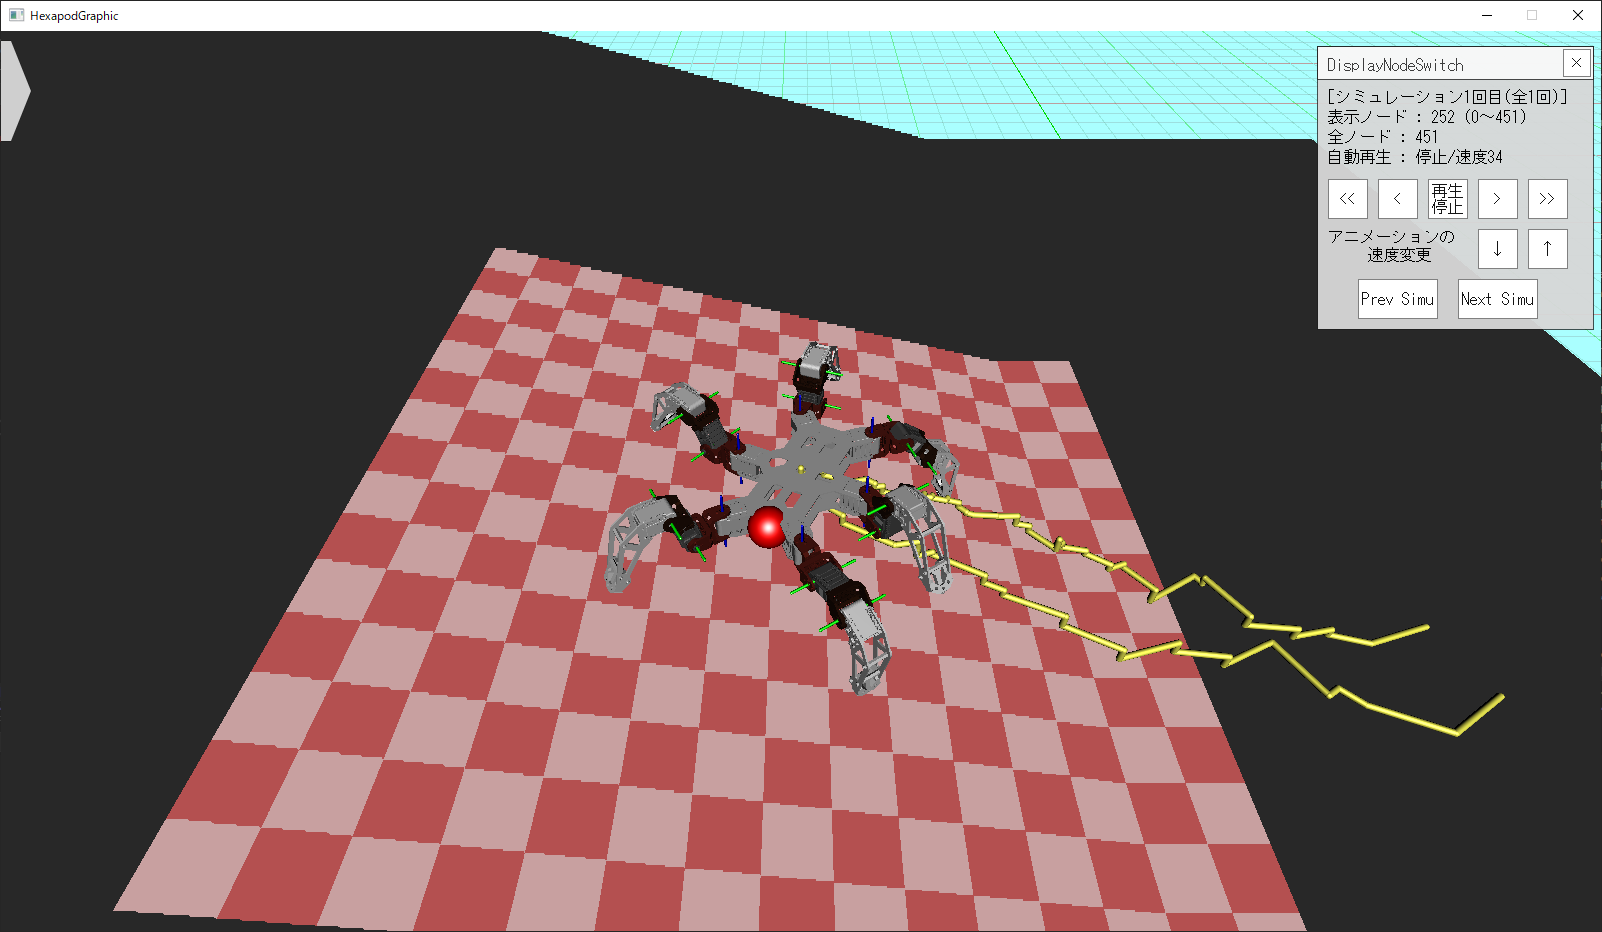 HexapodGraphic
DisplayNodeSwitch
[シミュレーション1回目(全1回)]
表示ノード : 252 (0～451)
全ノード : 451
自動再生 : 停止/速度34
<<
<
再生
停止
>
>>
アニメーションの
速度変更
↓
↑
Prev Simu
Next Simu